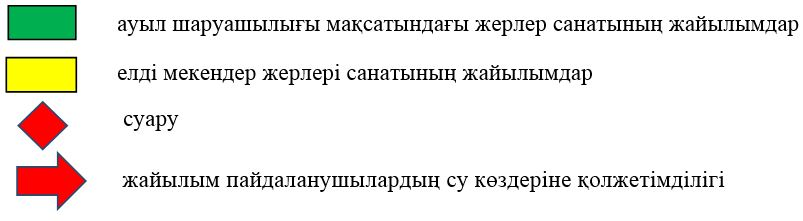 ауыл шаруашылығы мақсатындағы жерлер санатының жайылымдар
елді мекендер жерлері санатының жайылымдар
суару
жайылым пайдаланушылардың су көздеріне қолжетімділігі